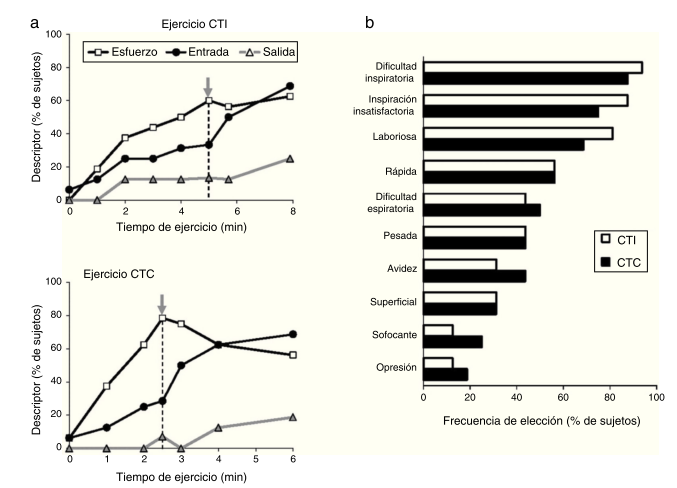 a
Ejercicio CTI
100
Esfuerzo Entrada Salida
80
60
40
20
0
Descriptor (% de sujetos)
0 2 4 6 8
Tiempo de ejercicio (min)
Ejercicio CTC
100
80
60
40
20
0
Descriptor (% de sujetos)
0 1 2 3 4 5 6
Tiempo de ejercicio (min)
b
Dificultad
inspiratoria
Inspiración
insatisfactoria
Laboriosa
Rápida
Dificultad
espiratoria
Pesada
Avidez
Superficial
Sofocante
Opresión
CTI
CTC
0 20 40 60 80 100
Frecuencia de elección (% de sujetos)